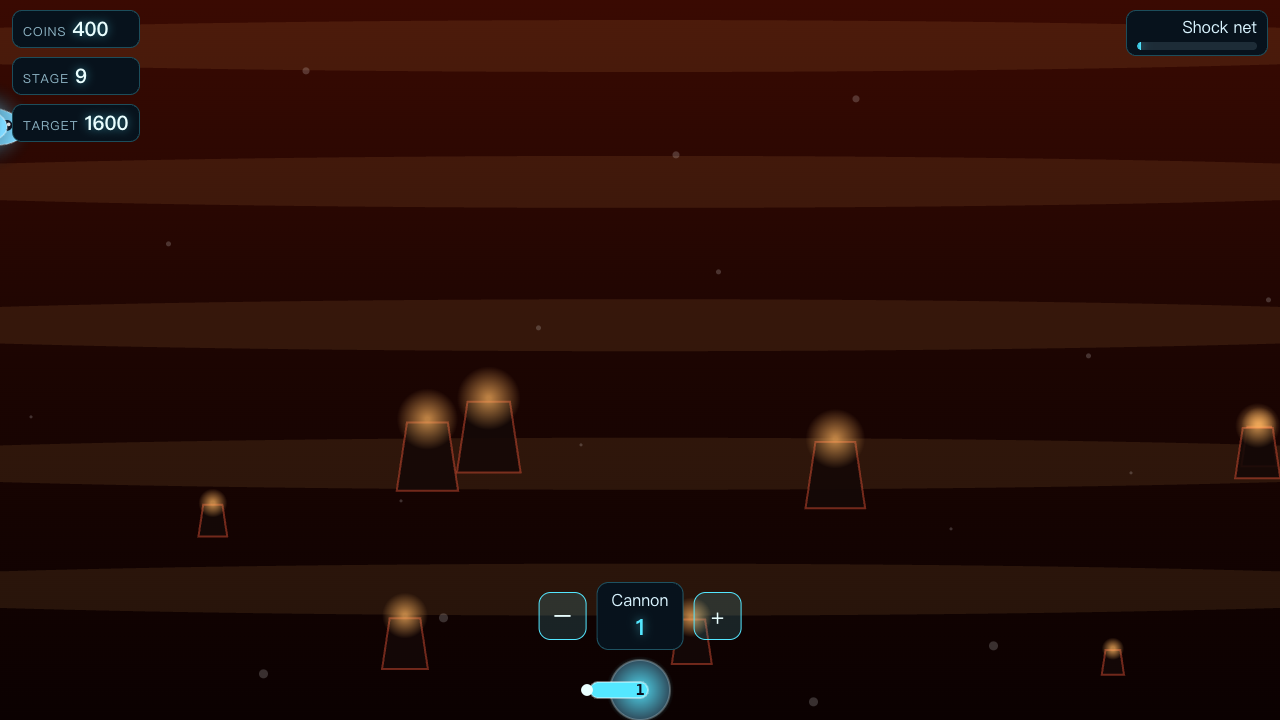 COINS 400
STAGE 9
TARGET 1600
Shock net
Cannon
1
− +
1